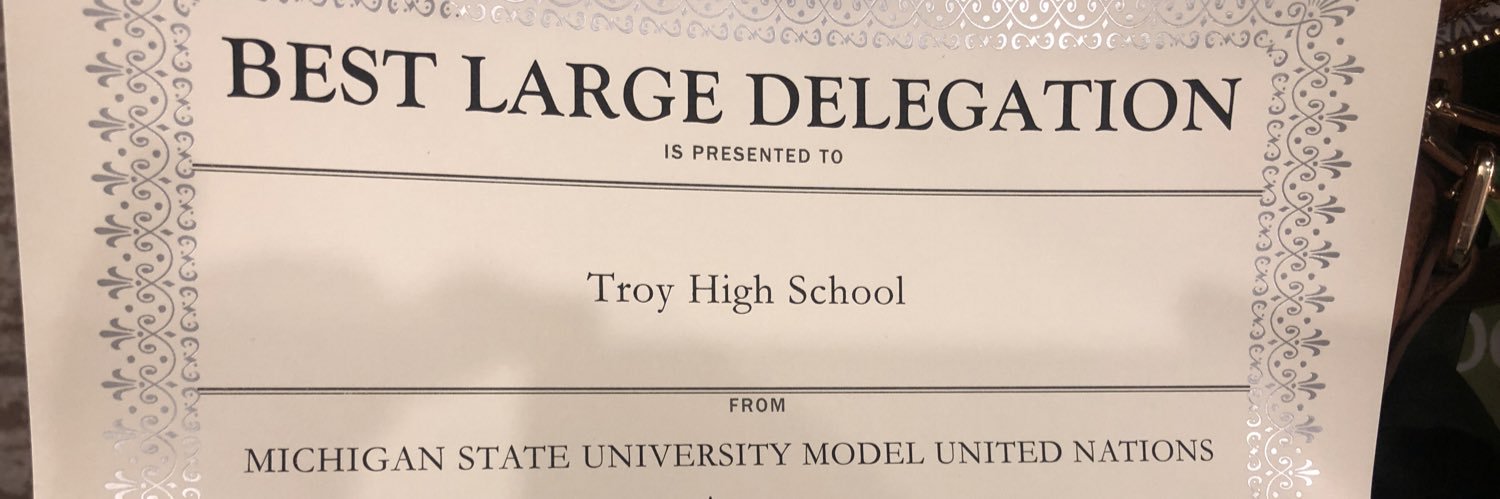 BEST LARGE DELEGATION
IS PRESENTED TO
Troy High School
FROM
MICHIGAN STATE UNIVERSITY MODEL UNITED NATIONS